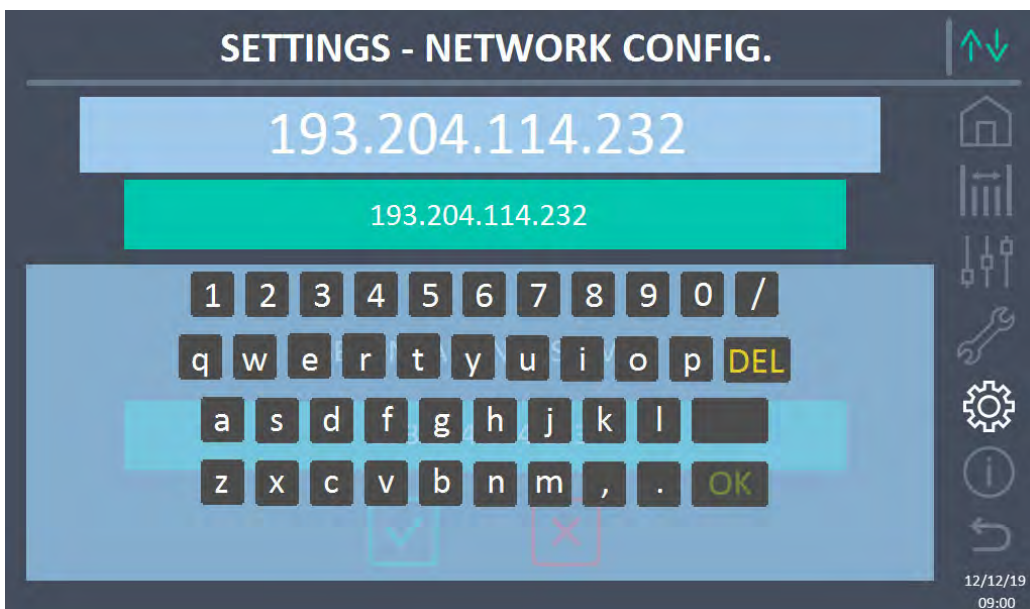 SETTINGS - NETWORK CONFIG.
193.204.114.232
193.204.114.232
1 2 3 4 5 6 7 8 9 0 /
q w e r t y u i o p DEL
a s d f g h j k l
z x c v b n m , . OK
12/12/19
09:00